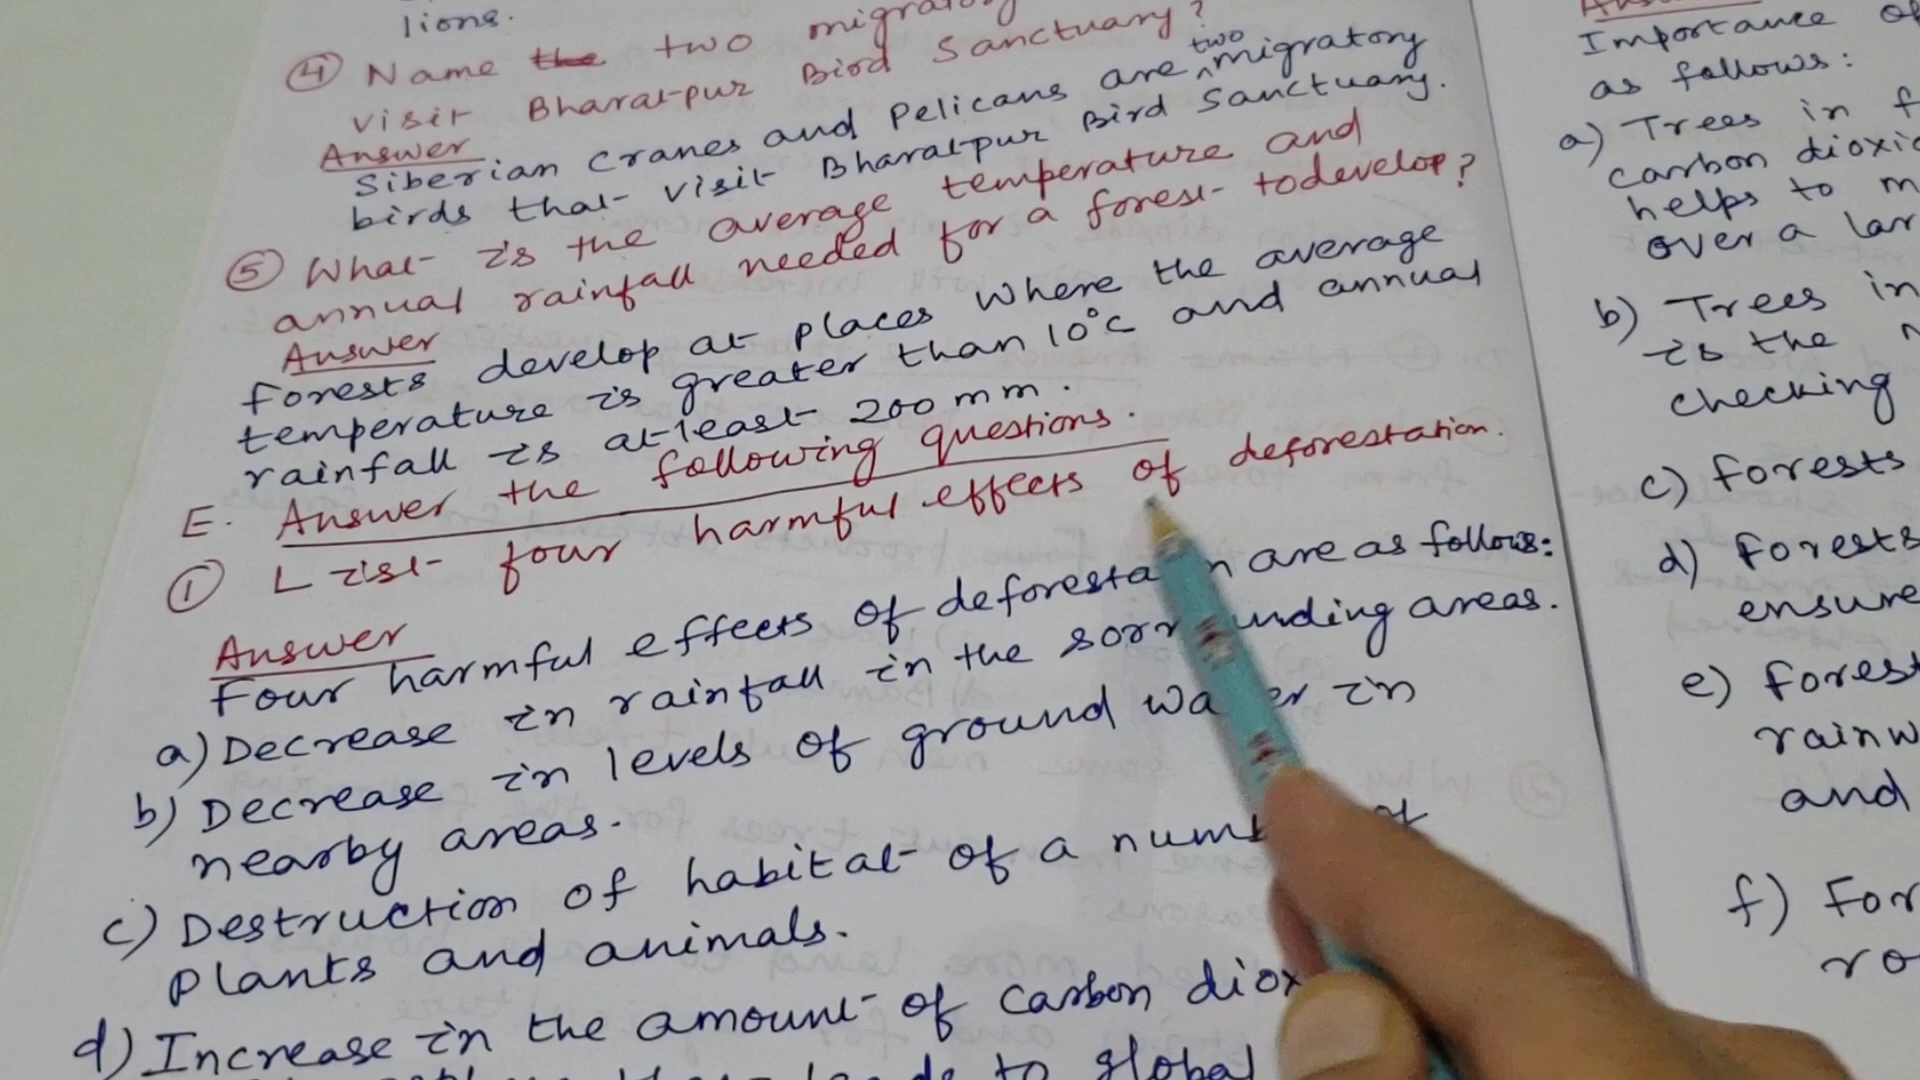 lions.
④ Name the two migratory
visit Bharatpur Bird Sanctuary?
Answer
Siberian cranes and Pelicans are two migratory
birds that visit Bharatpur Bird Sanctuary.
⑤ What is the average temperature and
annual rainfall needed for a forest to develop?
Answer
Forests develop at places where the average
temperature is greater than 10°C and annual
rainfall is atleast 200 mm.
E. Answer the following questions.
① List four harmful effects of deforestation.
Answer
Four harmful effects of deforestation are as follows:
a) Decrease in rainfall in the sorrounding areas.
b) Decrease in levels of ground water in
nearby areas.
c) Destruction of habitat of a number of
plants and animals.
d) Increase in the amount of carbon diox
to global
Importance of
as follows:
a) Trees in f
carbon dioxid
helps to m
over a lar
b) Trees in
is the
checking
c) Forests
d) Forests
ensure
e) Forest
rainw
and
f) For
ro